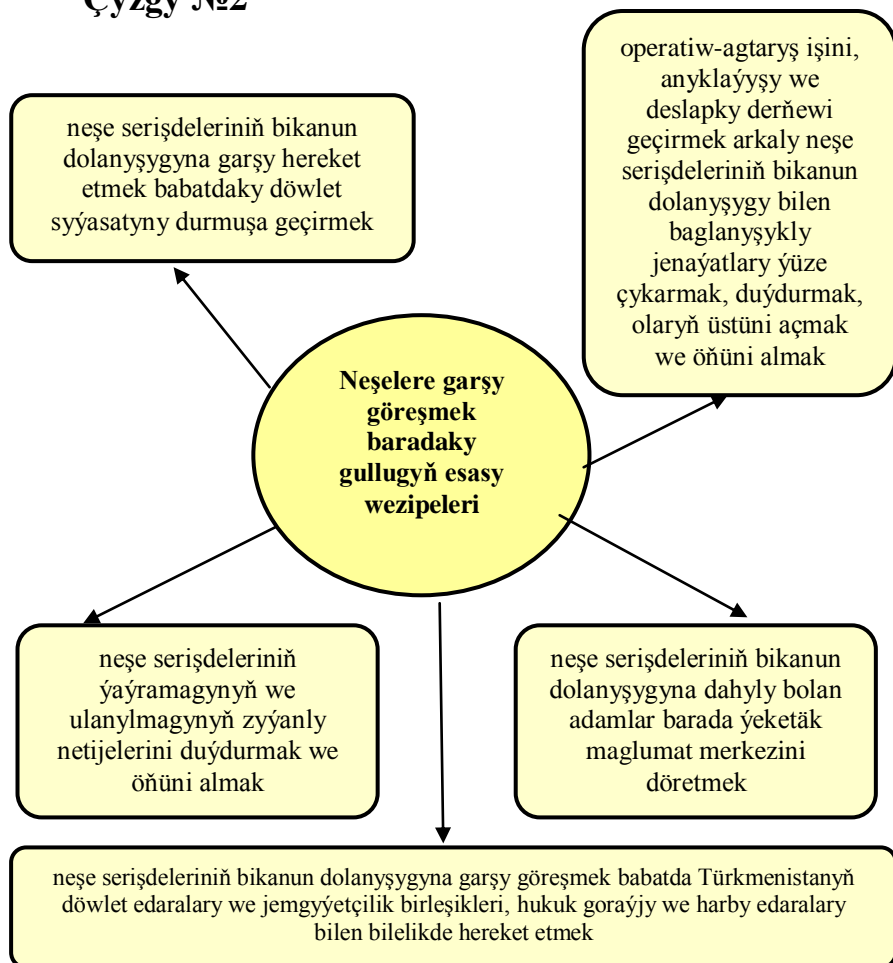 Çyzgy №2
operatiw-agtaryş işini,
anyklaýyşy we
deslapky derňewi
geçirmek arkaly neşe
serişdeleriniň bikanun
dolanyşygy bilen
baglanyşykly
jenaýatlary ýüze
çykarmak, duýdurmak,
olaryň üstüni açmak
we öňüni almak
neşe serişdeleriniň bikanun
dolanyşygyna garşy hereket
etmek babatdaky döwlet
syýasatyny durmuşa geçirmek
Neşelere garşy
göreşmek
baradaky
gullugyň esasy
wezipeleri
neşe serişdeleriniň
ýaýramagynyň we
ulanylmagynyň zyýanly
netijelerini duýdurmak we
öňüni almak
neşe serişdeleriniň bikanun
dolanyşygyna dahyly bolan
adamlar barada ýeketäk
maglumat merkezini
döretmek
neşe serişdeleriniň bikanun dolanyşygyna garşy göreşmek babatda Türkmenistanyň
döwlet edaralary we jemgyýetçilik birleşikleri, hukuk goraýjy we harby edaralary
bilen bilelikde hereket etmek